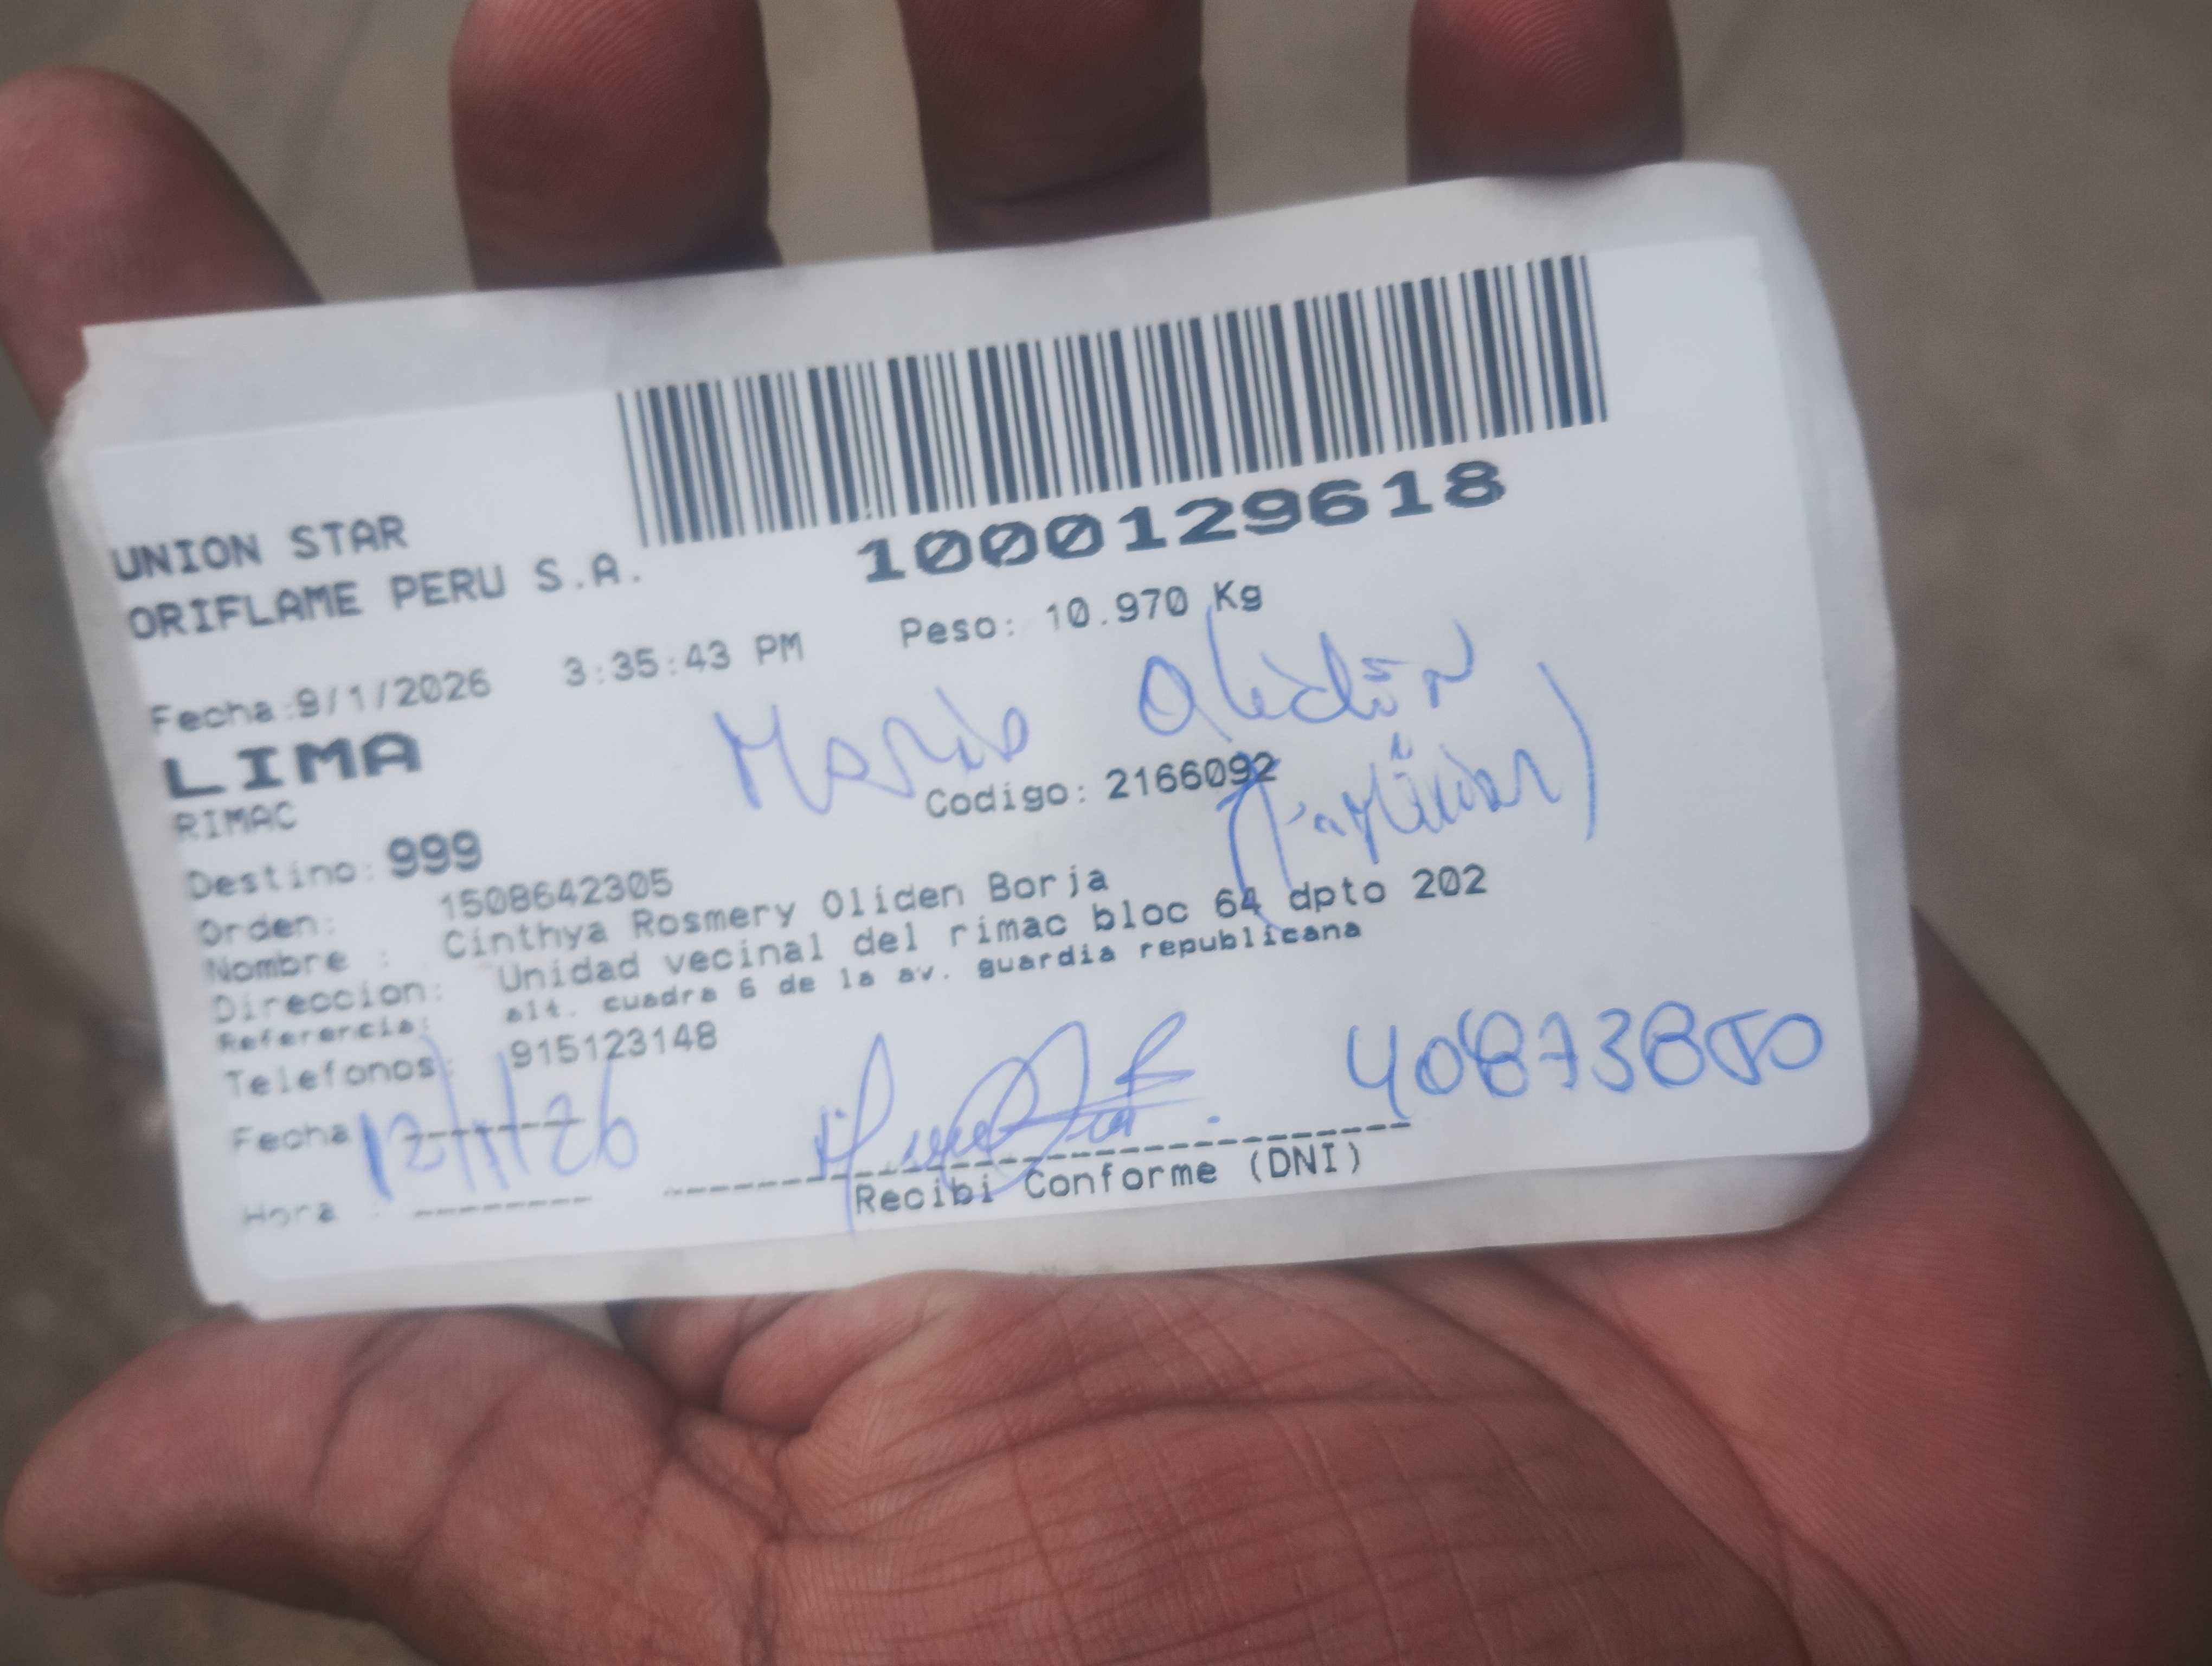 1000129618
UNION STAR
ORIFLAME PERU S.A.
Fecha:9/1/2026 3:35:43 PM Peso: 10.970 Kg
LIMA
RIMAC
Codigo: 2166092
Destino: 999
Orden: 1508642305
Nombre : Cinthya Rosmery Oliden Borja
Direccion: Unidad vecinal del rimac bloc 64 dpto 202
Referencia: alt. cuadra 6 de la av. guardia republicana
Telefonos: 915123148
Fecha 12/1/26
40873850
Hora : Recibi Conforme (DNI)